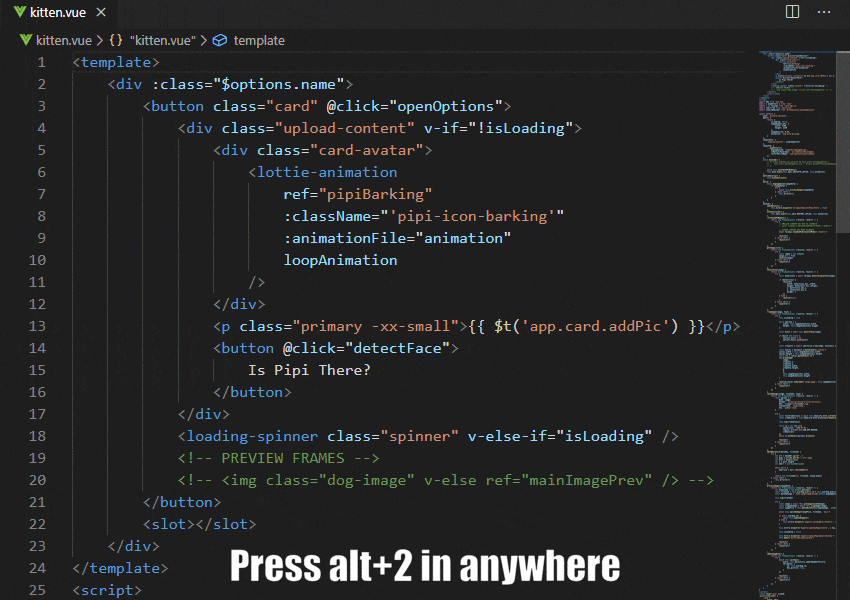 kitten.vue ×
kitten.vue > {} "kitten.vue" > template
1 <template>
2 <div :class="$options.name">
3 <button class="card" @click="openOptions">
4 <div class="upload-content" v-if="!isLoading">
5 <div class="card-avatar">
6 <lottie-animation
7 ref="pipiBarking"
8 :className="'pipi-icon-barking'"
9 :animationFile="animation"
10 loopAnimation
11 />
12 </div>
13 <p class="primary -xx-small">{{ $t('app.card.addPic') }}</p>
14 <button @click="detectFace">
15 Is Pipi There?
16 </button>
17 </div>
18 <loading-spinner class="spinner" v-else-if="isLoading" />
19 <!-- PREVIEW FRAMES -->
20 <!-- <img class="dog-image" v-else ref="mainImagePrev" /> -->
21 </button>
22 <slot></slot>
23 </div>
24 </template>
25 <script>
Press alt+2 in anywhere